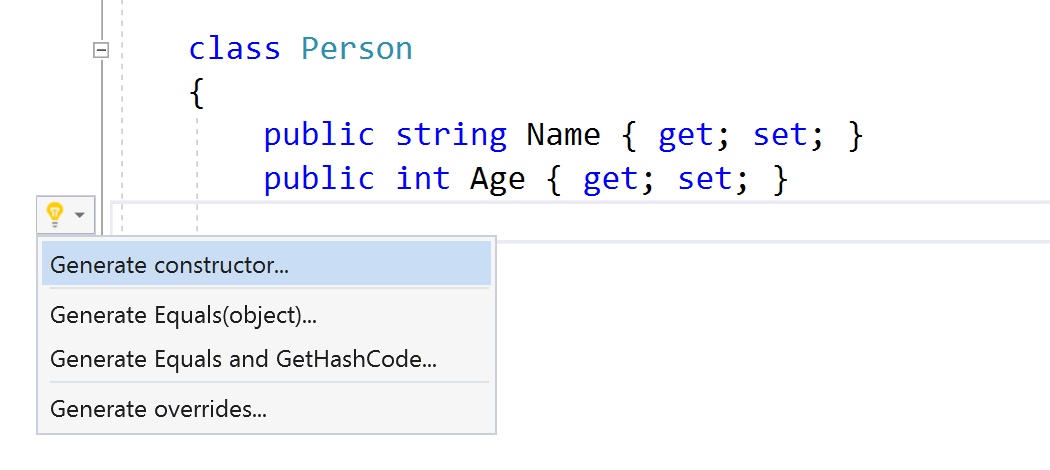 class Person
{
public string Name { get; set; }
public int Age { get; set; }
Generate constructor...
Generate Equals(object)...
Generate Equals and GetHashCode...
Generate overrides...